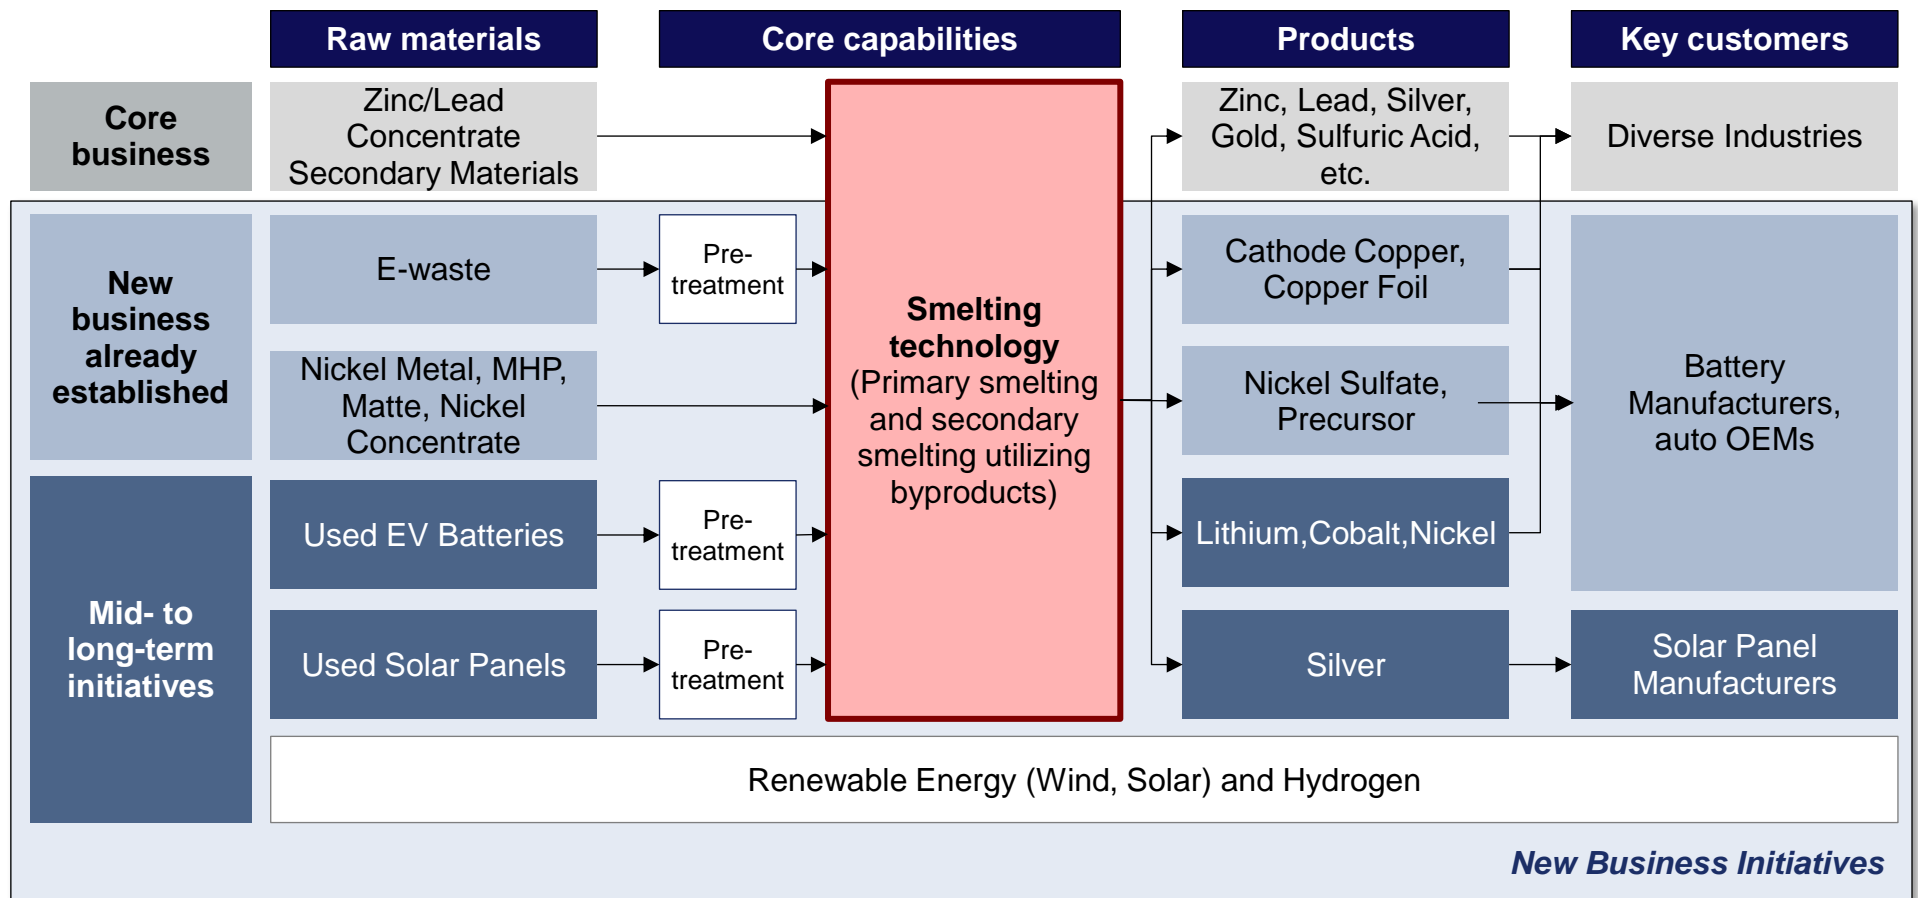 Raw materials
Core capabilities
Products
Key customers
Core
business
Zinc/Lead
Concentrate
Secondary Materials
Zinc, Lead, Silver,
Gold, Sulfuric Acid,
etc.
Diverse Industries
New
business
already
established
E-waste
Pre-
treatment
Smelting
technology
(Primary smelting
and secondary
smelting utilizing
byproducts)
Cathode Copper,
Copper Foil
Battery
Manufacturers,
auto OEMs
Nickel Metal, MHP,
Matte, Nickel
Concentrate
Nickel Sulfate,
Precursor
Mid- to
long-term
initiatives
Used EV Batteries
Pre-
treatment
Lithium,Cobalt,Nickel
Used Solar Panels
Pre-
treatment
Silver
Solar Panel
Manufacturers
Renewable Energy (Wind, Solar) and Hydrogen
New Business Initiatives